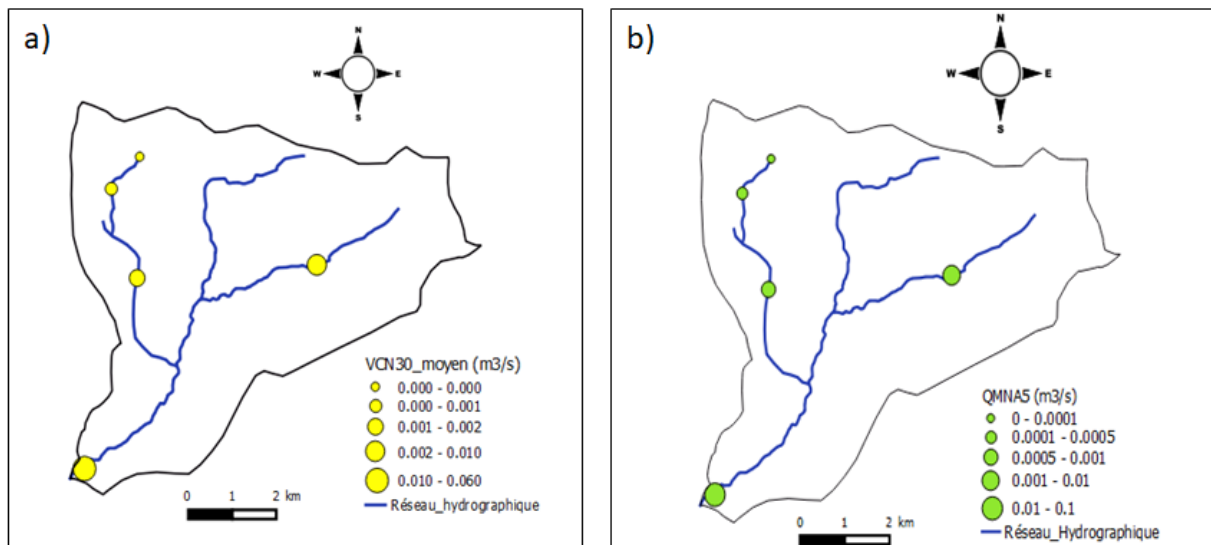 a)
N
W E
S
VCN30_moyen (m3/s)
0.000 - 0.000
0.000 - 0.001
0.001 - 0.002
0.002 - 0.010
0.010 - 0.060
Réseau_hydrographique
0 1 2 km
b)
N
W E
S
QMNA5 (m3/s)
0 - 0.0001
0.0001 - 0.0005
0.0005 - 0.001
0.001 - 0.01
0.01 - 0.1
Réseau_Hydrographique
0 1 2 km